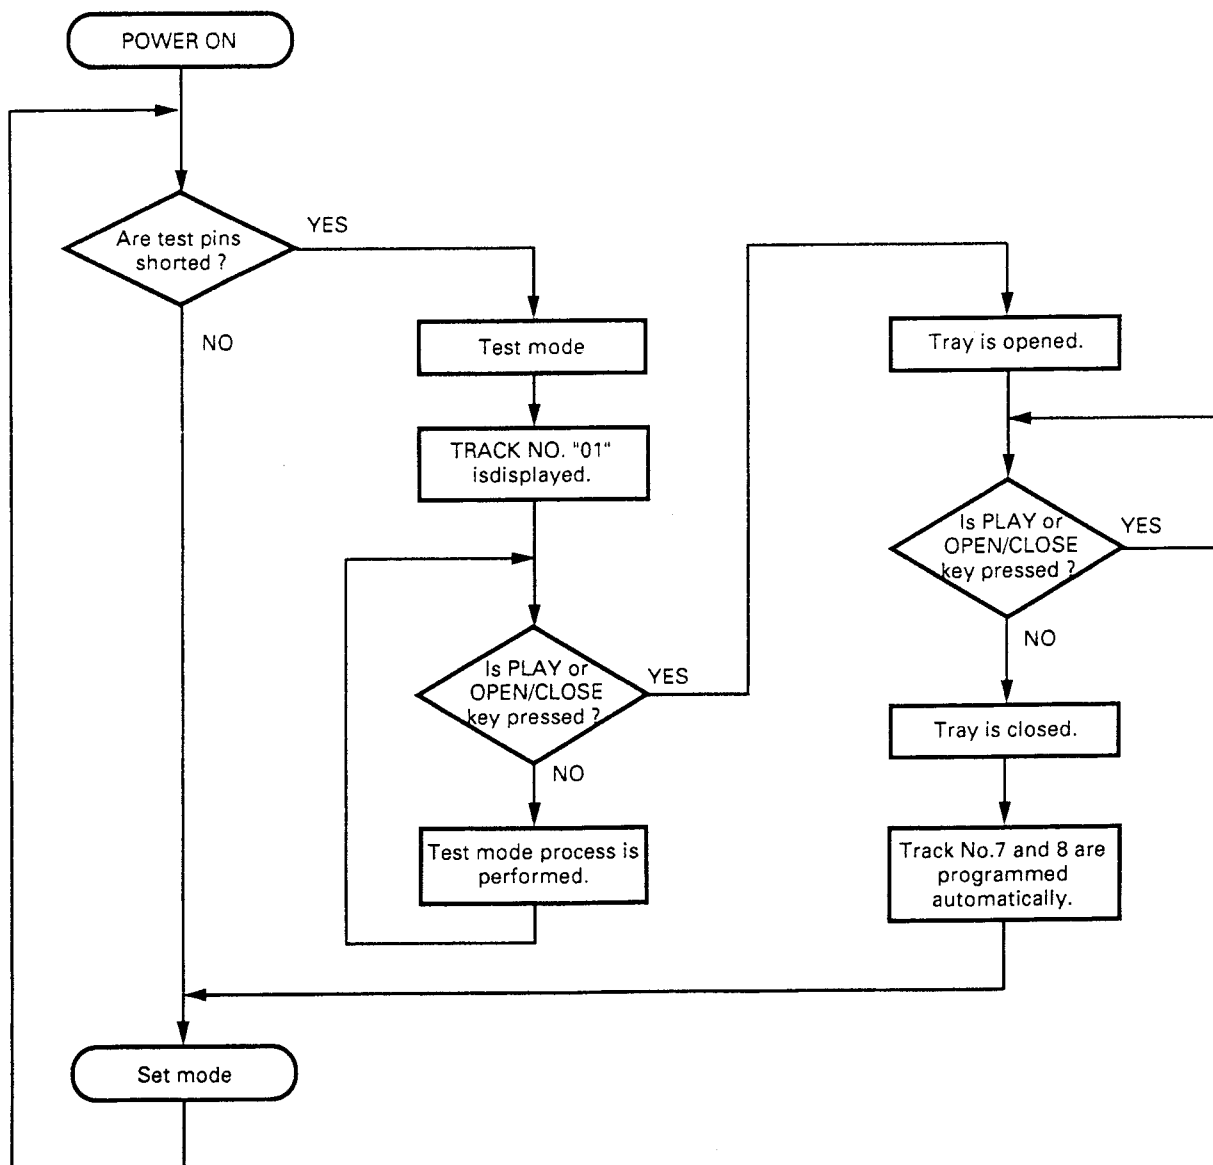 POWER ON
Are test pins
shorted ?
YES
NO
Test mode
TRACK NO. "01"
isdisplayed.
Is PLAY or
OPEN/CLOSE
key pressed ?
YES
NO
Test mode process is
performed.
Tray is opened.
Is PLAY or
OPEN/CLOSE
key pressed ?
YES
NO
Tray is closed.
Track No.7 and 8 are
programmed
automatically.
Set mode